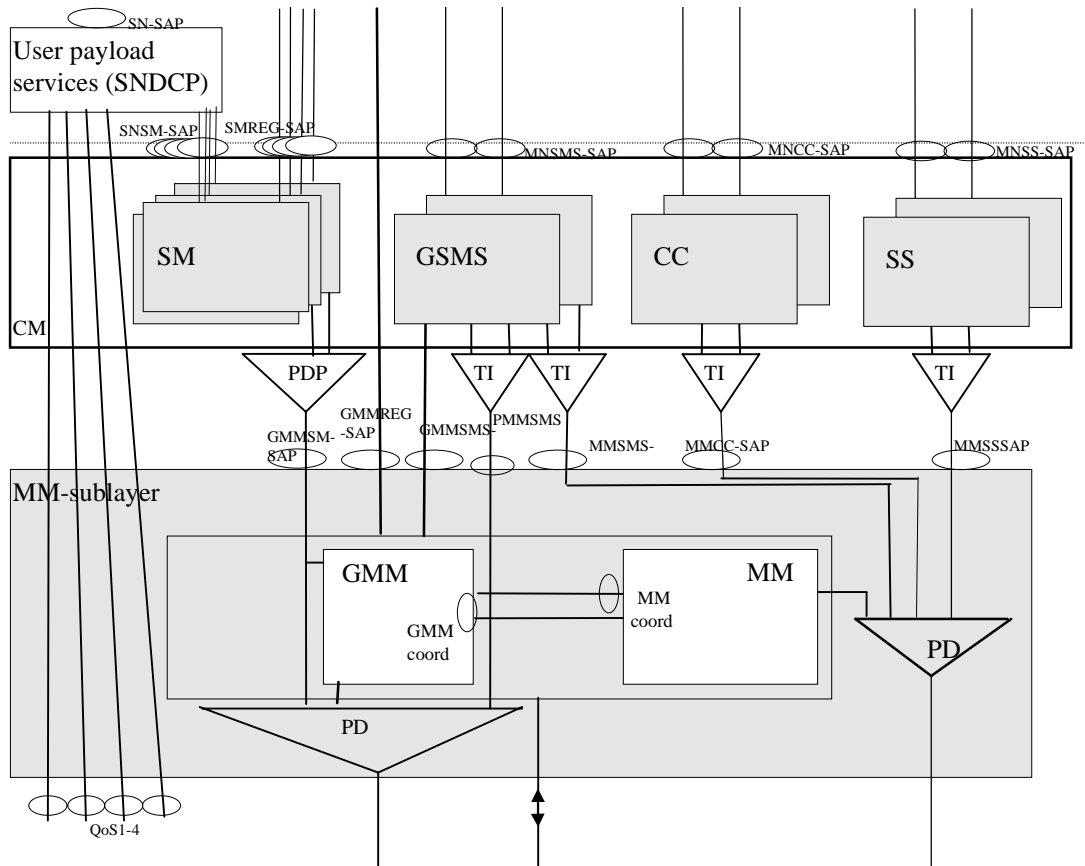 SN-SAP
User payload
services (SNDCP)
SNSM-SAP
SMREG-SAP
MNSMS-SAP
MNCC-SAP
MNSS-SAP
SM
GSMS
CC
SS
CM
PDP
TI
TI
TI
TI
GMMSM-
SAP
GMMREG
-SAP
GMMSMS-
PMMSMS
MMSMS-
MMCC-SAP
MMSSSAP
MM-sublayer
GMM
MM
GMM
coord
MM
coord
PD
PD
QoS1-4